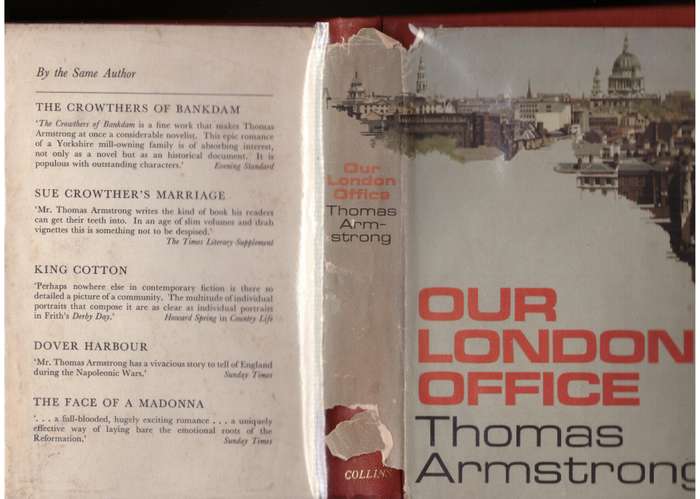 By the Same Author
THE CROWTHERS OF BANKDAM
'The Crowthers of Bankdam is a fine work that makes Thomas
Armstrong at once a considerable novelist. This epic romance
of a Yorkshire mill-owning family is of absorbing interest,
not only as a novel but as an historical document. It is
populous with outstanding characters.' Evening Standard
SUE CROWTHER'S MARRIAGE
'Mr. Thomas Armstrong writes the kind of book his readers
can get their teeth into. In an age of slim volumes and drab
vignettes this is something not to be despised.'
The Times Literary Supplement
KING COTTON
'Perhaps nowhere else in contemporary fiction is there so
detailed a picture of a community. The multitude of individual
portraits that compose it are as clear at individual portraits
in Frith's Derby Day.' Howard Spring in Country Life
DOVER HARBOUR
'Mr. Thomas Armstrong has a vivacious story to tell of England
during the Napoleonic Wars.' Sunday Times
THE FACE OF A MADONNA
'. . . a full-blooded, hugely exciting romance . . . a uniquely
effective way of laying bare the emotional roots of the
Reformation.' Sunday Times
Our
London
Office
Thomas
Arm-
strong
COLLINS
OUR
LONDON
OFFICE
Thomas
Armstrong